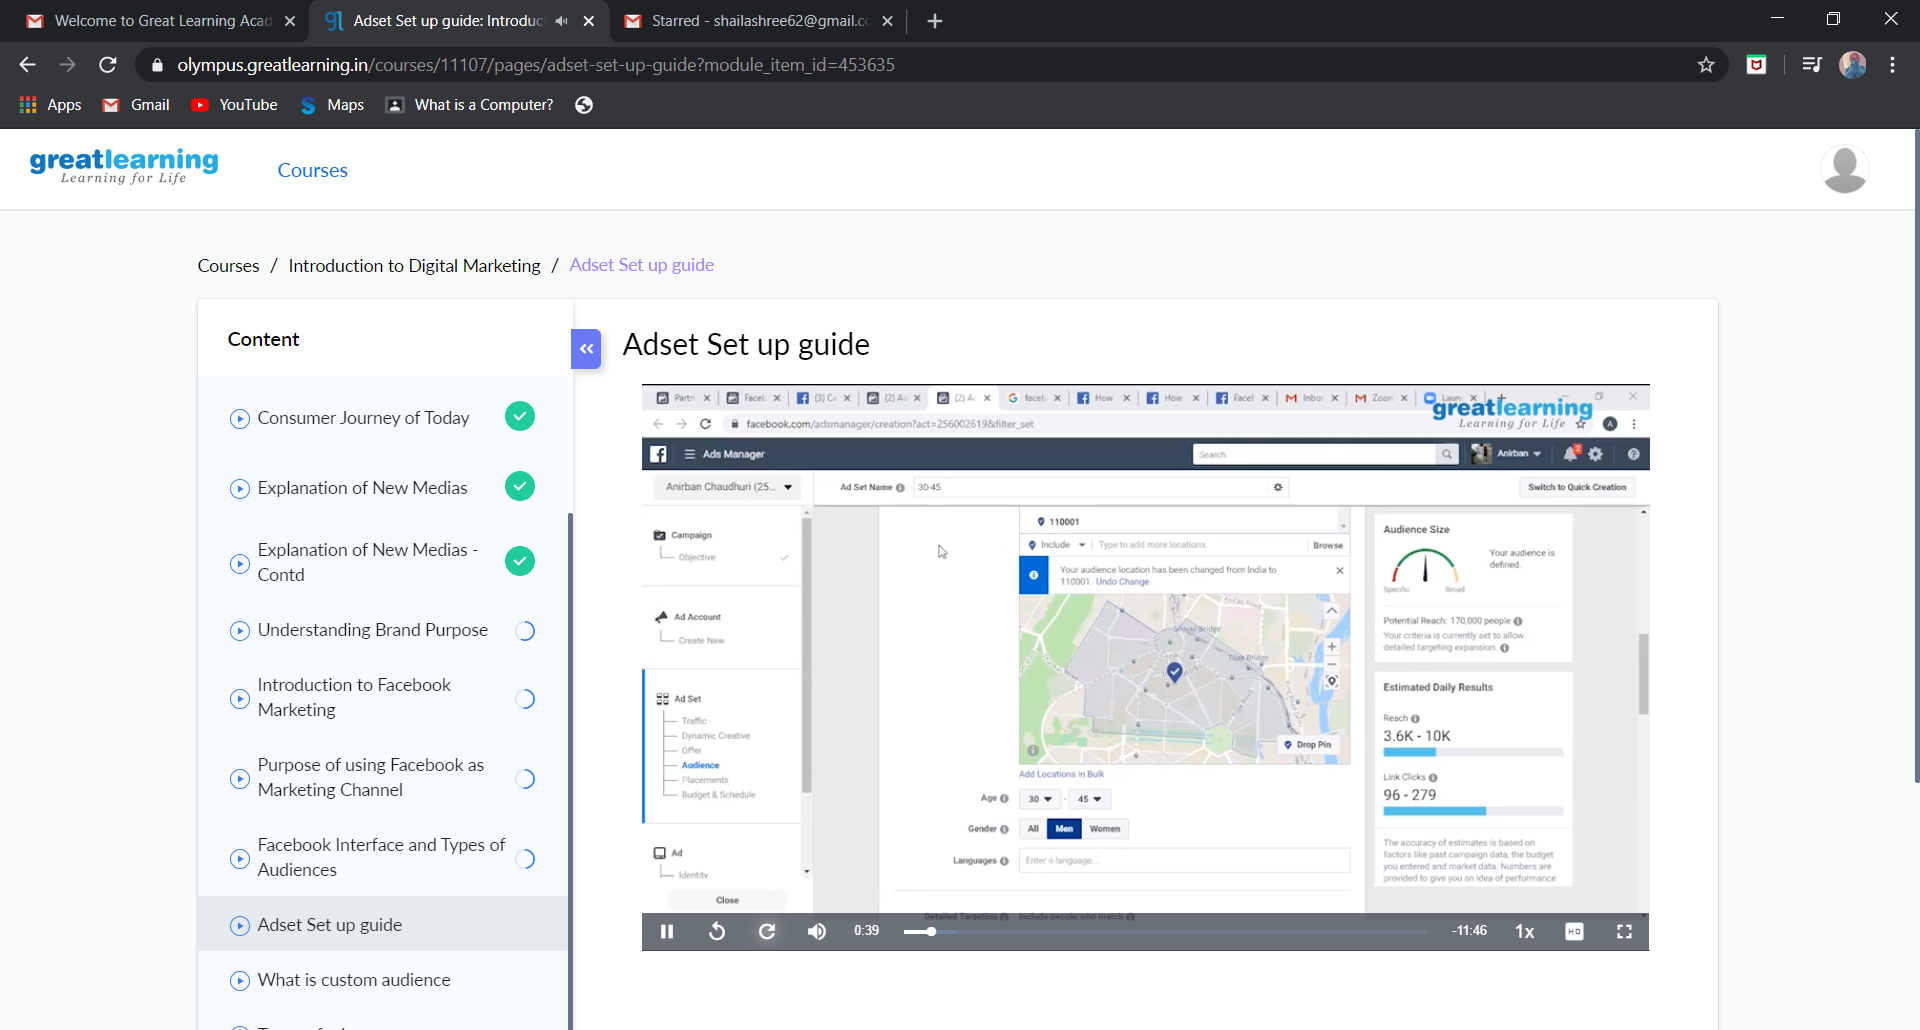 Welcome to Great Learning Acad
Adset Set up guide: Introduc
Starred - shailashree62@gmail.co
olympus.greatlearning.in/courses/11107/pages/adset-set-up-guide?module_item_id=453635
Apps
Gmail
YouTube
Maps
What is a Computer?
greatlearning
Learning for Life
Courses
Courses / Introduction to Digital Marketing / Adset Set up guide
Content
Consumer Journey of Today
Explanation of New Medias
Explanation of New Medias -
Contd
Understanding Brand Purpose
Introduction to Facebook
Marketing
Purpose of using Facebook as
Marketing Channel
Facebook Interface and Types of
Audiences
Adset Set up guide
What is custom audience
Adset Set up guide
Partn
(3) Ca
faceb
How
How
Inbo
Zoom
greatlearning
Learning for Life
facebook.com/adsmanager/creation?act=256002619&filter_set
Ads Manager
Search
Anirban
Anirban Chaudhuri (25...
Ad Set Name
30-45
Switch to Quick Creation
Campaign
Objective
Ad Account
Create New
Ad Set
Traffic
Dynamic Creative
Offer
Audience
Placements
Budget & Schedule
Ad
Identity
Close
110001
Include
Type to add more locations
Browse
Your audience location has been changed from India to
110001. Undo Change
Tilak Bridge
Drop Pin
Add Locations in Bulk
Age
30 - 45
Gender
All Men Women
Languages
Enter a language...
Detailed Targeting
Include people who match
Audience Size
Your audience is
defined.
Specific
Broad
Potential Reach: 170,000 people
Your criteria is currently set to allow
detailed targeting expansion.
Estimated Daily Results
Reach
3.6K - 10K
Link Clicks
96 - 279
The accuracy of estimates is based on
factors like past campaign data, the budget
you entered and market data. Numbers are
provided to give you an idea of performance
0:39
-11:46
1x
HD